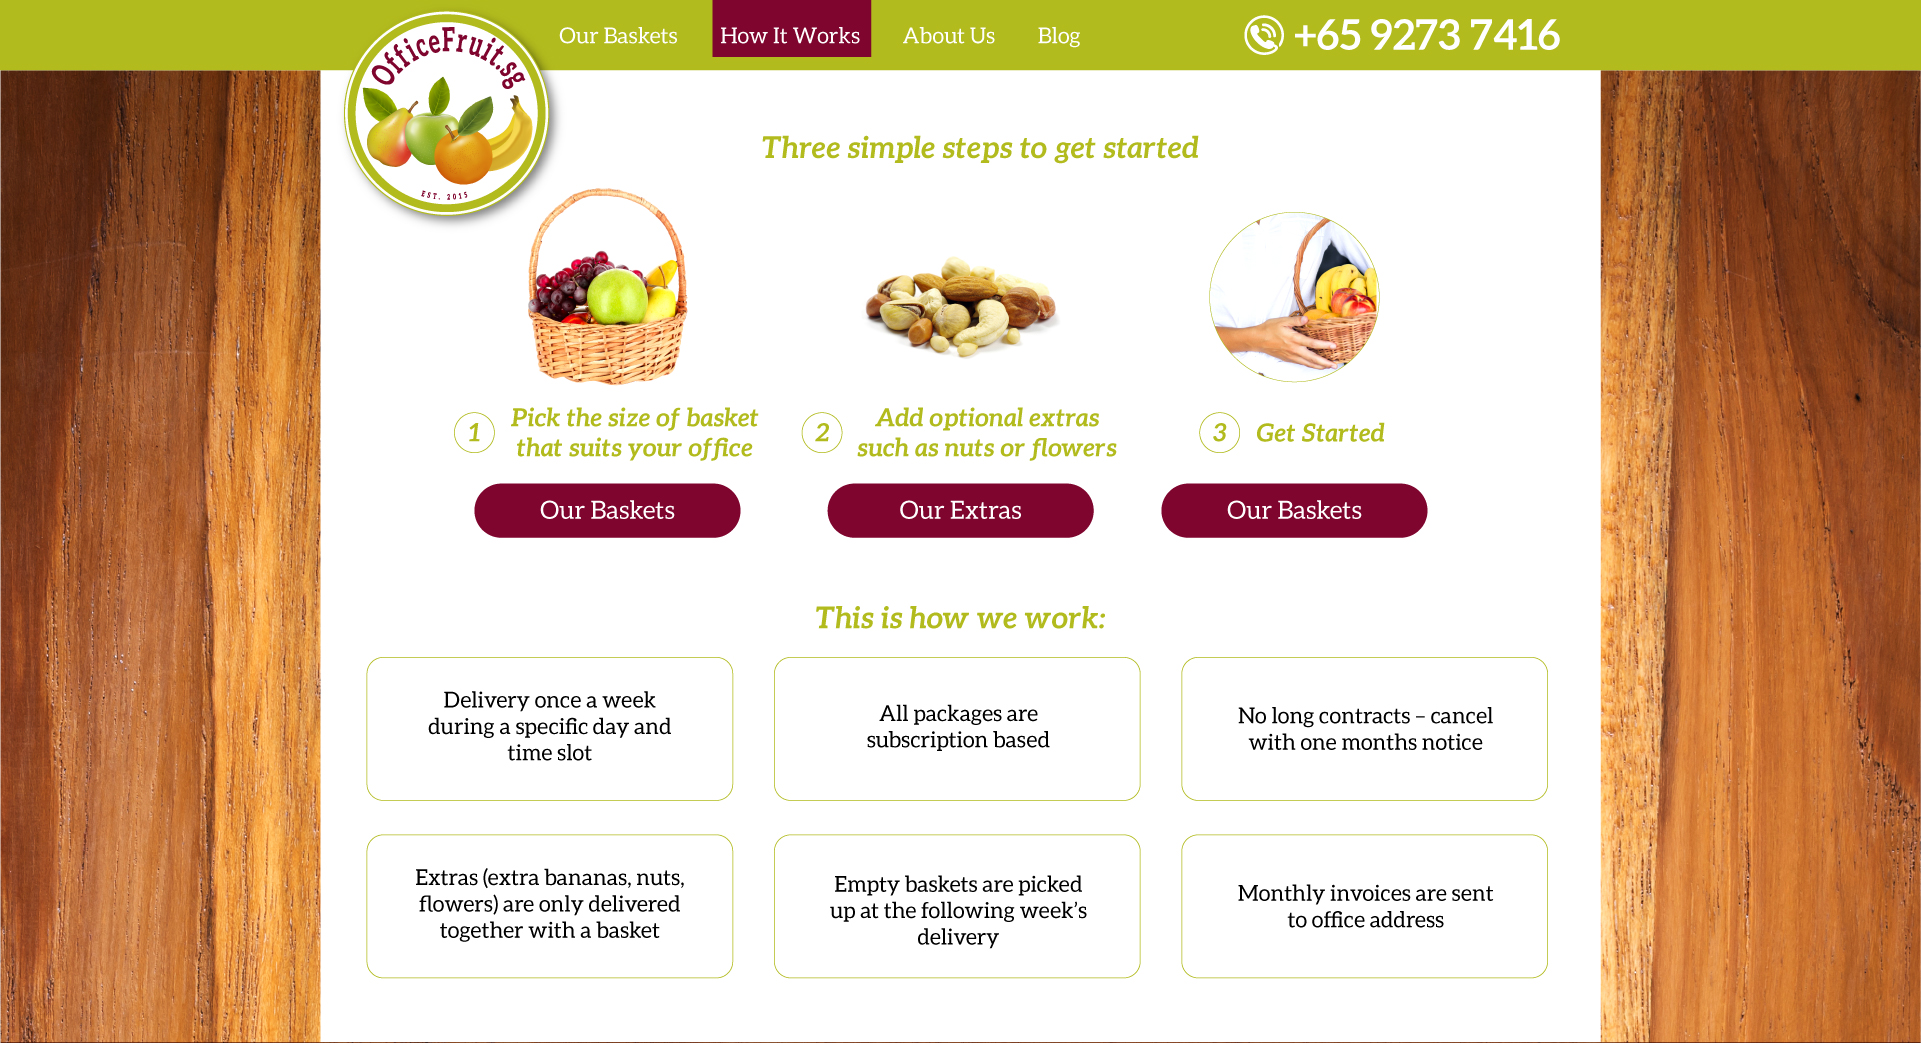 OfficeFruit.sg
EST. 2015
Our Baskets
How It Works
About Us
Blog
+65 9273 7416
Three simple steps to get started
1
Pick the size of basket
that suits your office
2
Add optional extras
such as nuts or flowers
3
Get Started
Our Baskets
Our Extras
Our Baskets
This is how we work:
Delivery once a week
during a specific day and
time slot
All packages are
subscription based
No long contracts – cancel
with one months notice
Extras (extra bananas, nuts,
flowers) are only delivered
together with a basket
Empty baskets are picked
up at the following week’s
delivery
Monthly invoices are sent
to office address